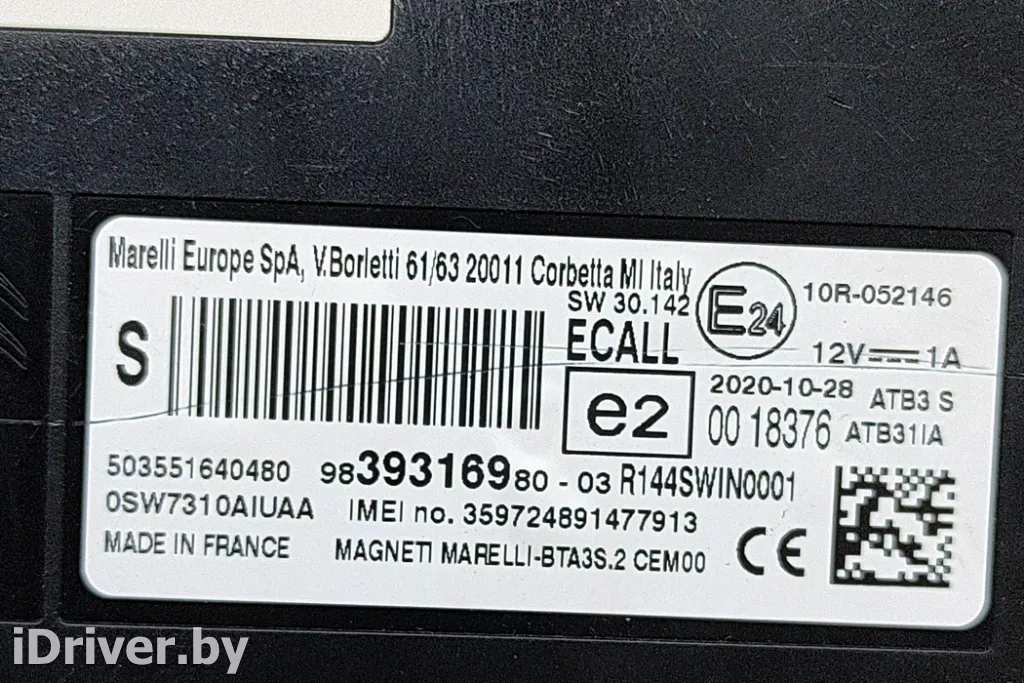 Marelli Europe SpA, V.Borletti 61/63 20011 Corbetta MI Italy
SW 30.142
E24
10R-052146
S
ECALL
12V 1A
e2
2020-10-28 ATB3 S
00 18376 ATB31IA
503551640480 9839316980 - 03 R144SWIN0001
0SW7310AIUAA IMEI no. 359724891477913
MADE IN FRANCE MAGNETI MARELLI-BTA3S.2 CEM00 CE
iDriver.by